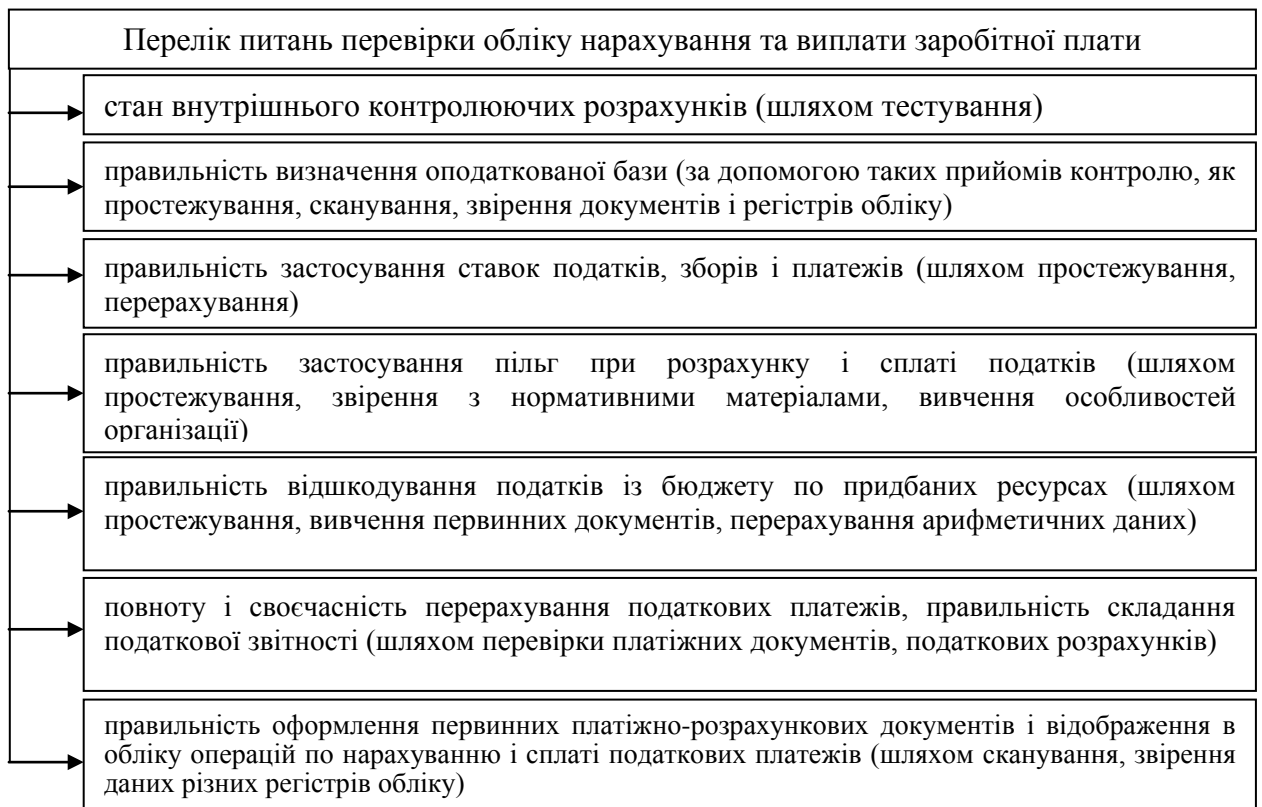 Перелік питань перевірки обліку нарахування та виплати заробітної плати
стан внутрішнього контролюючих розрахунків (шляхом тестування)
правильність визначення оподаткованої бази (за допомогою таких прийомів контролю, як
простежування, сканування, звірення документів і регістрів обліку)
правильність застосування ставок податків, зборів і платежів (шляхом простежування,
перерахування)
правильність застосування пільг при розрахунку і сплаті податків (шляхом
простежування, звірення з нормативними матеріалами, вивчення особливостей
організації)
правильність відшкодування податків із бюджету по придбаних ресурсах (шляхом
простежування, вивчення первинних документів, перерахування арифметичних даних)
повноту і своєчасність перерахування податкових платежів, правильність складання
податкової звітності (шляхом перевірки платіжних документів, податкових розрахунків)
правильність оформлення первинних платіжно-розрахункових документів і відображення в
обліку операцій по нарахуванню і сплаті податкових платежів (шляхом сканування, звірення
даних різних регістрів обліку)